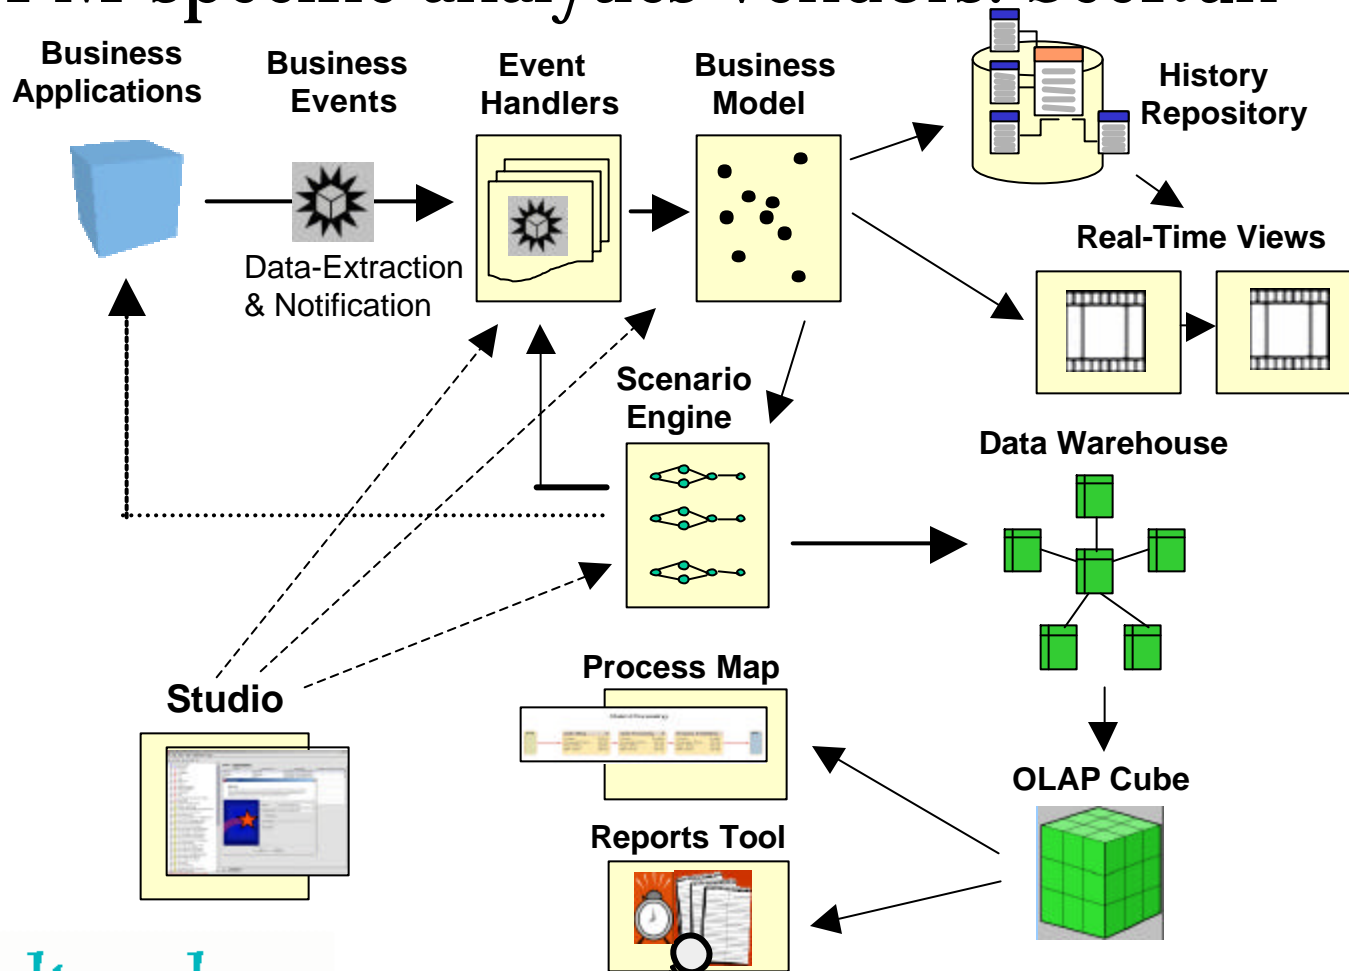 Business
Applications
Business
Events
Event
Handlers
Business
Model
History
Repository
Data-Extraction
& Notification
Real-Time Views
Scenario
Engine
Data Warehouse
Process Map
Studio
OLAP Cube
Reports Tool